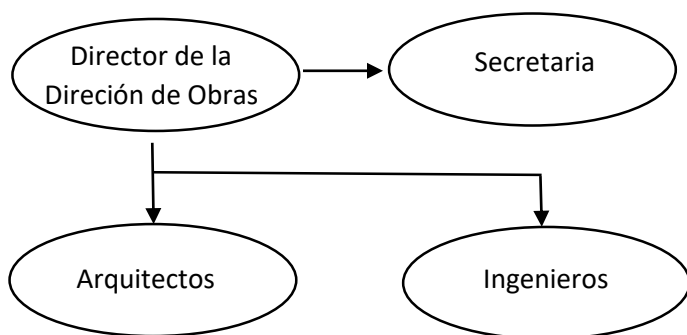 Director de la
Direción de Obras
Secretaria
Arquitectos
Ingenieros